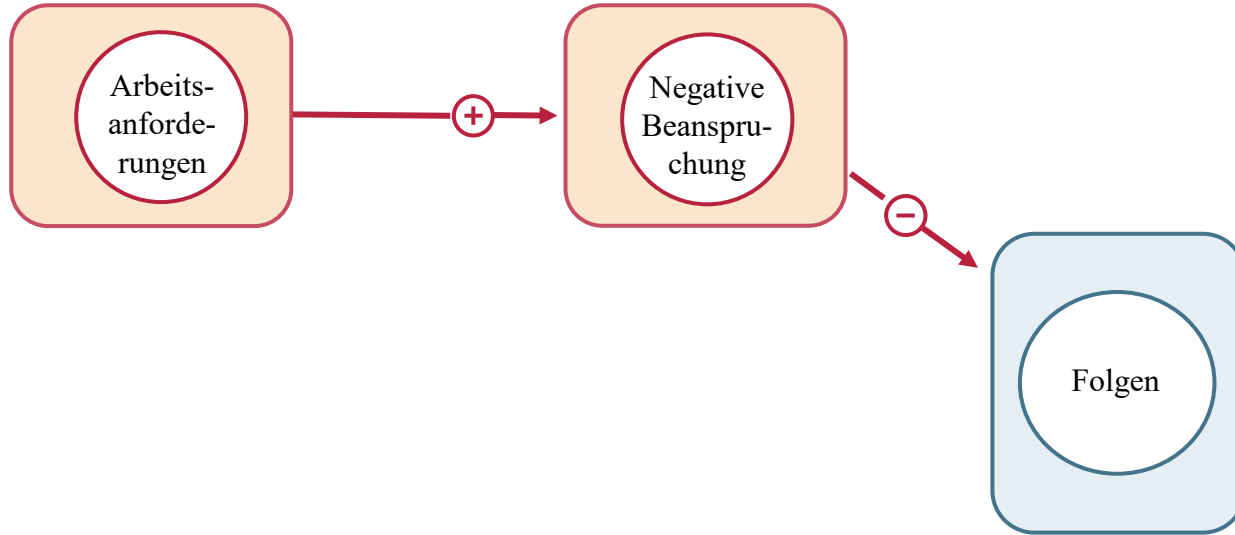 Arbeits-
anforde-
rungen
+
Negative
Beanspru-
chung
−
Folgen